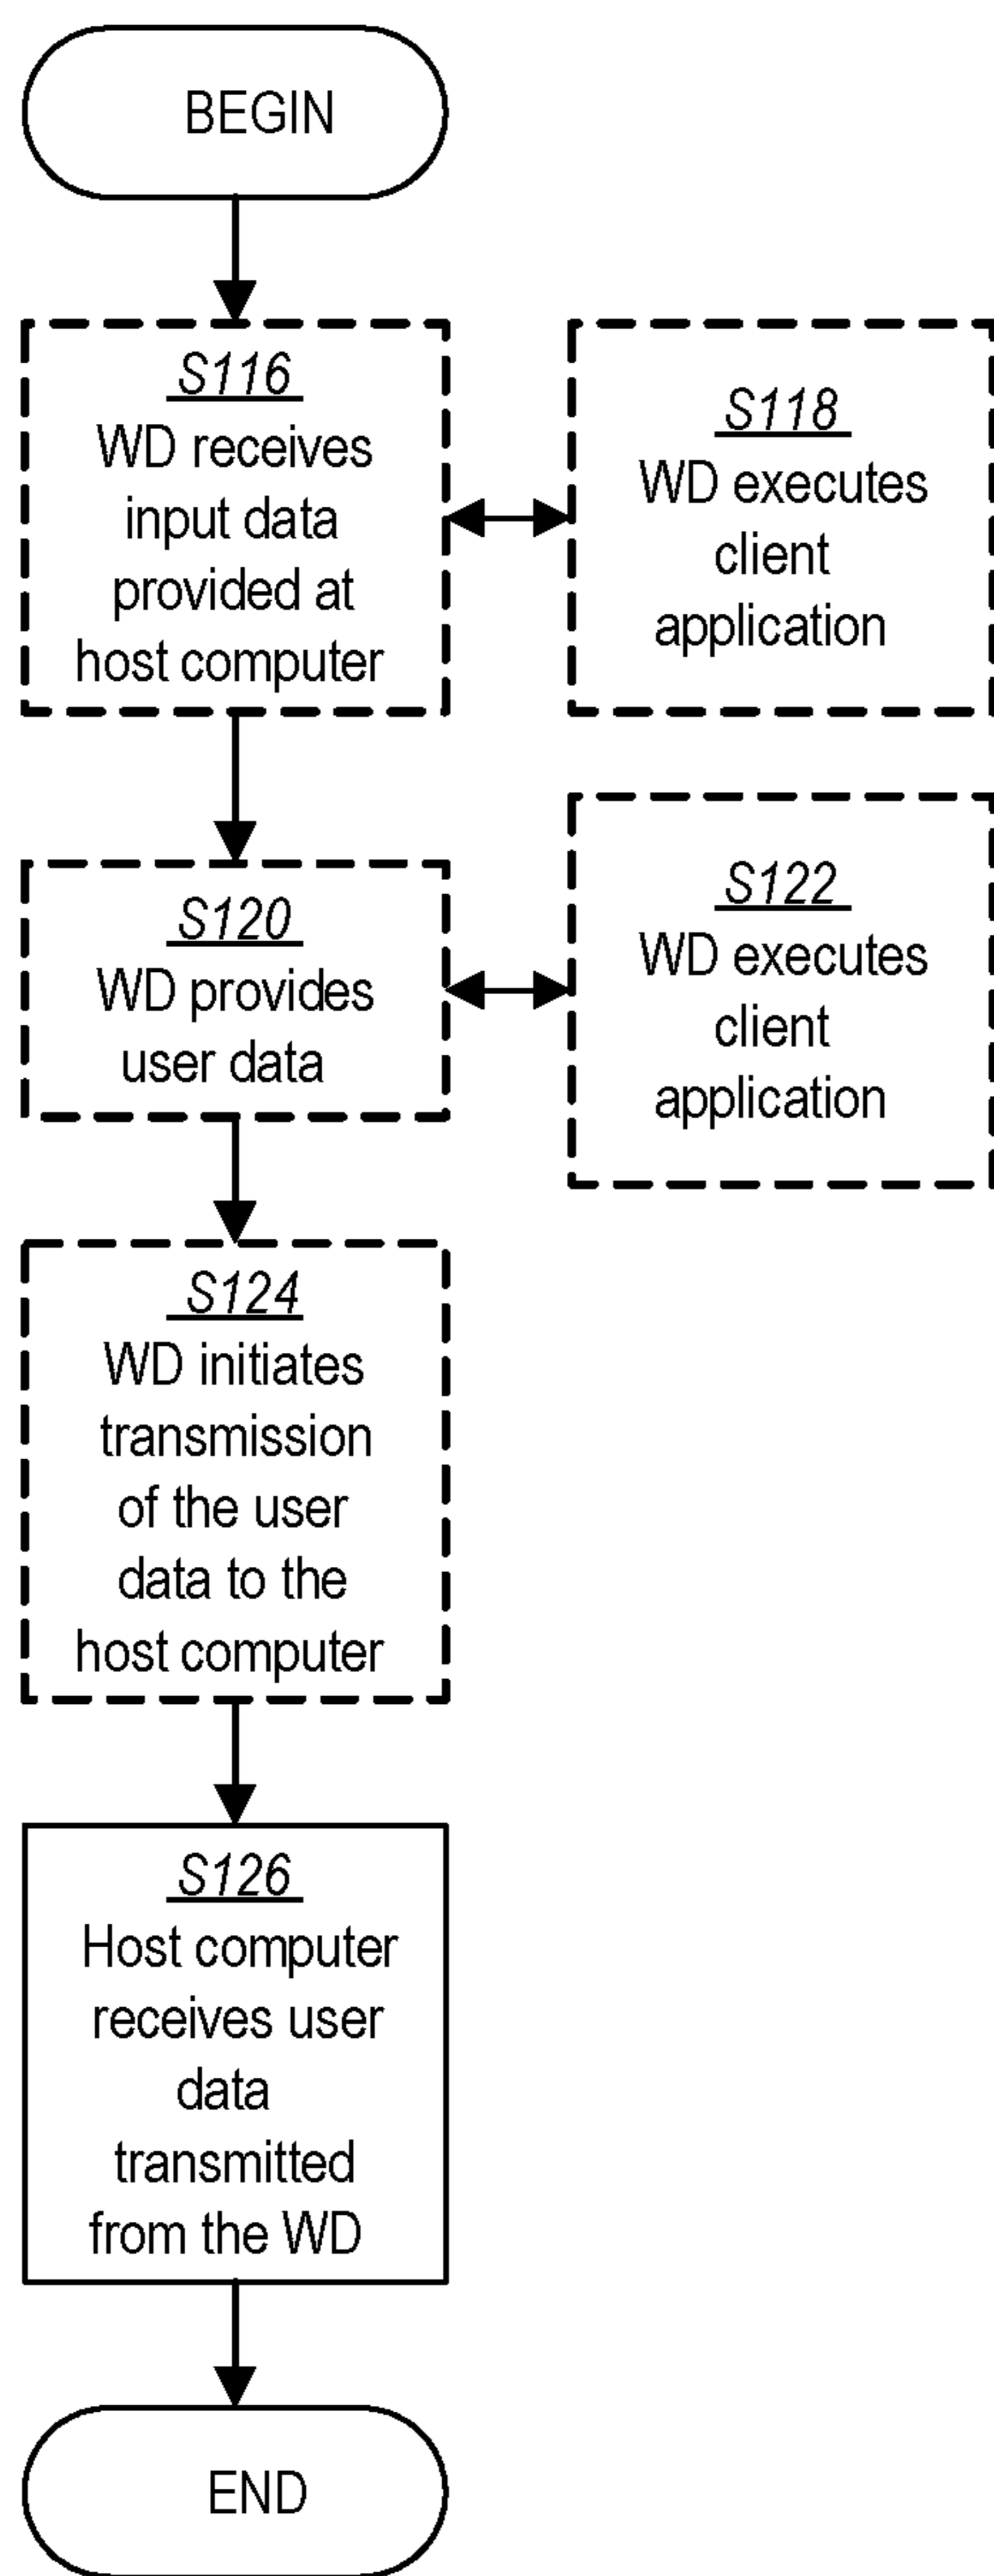 BEGIN
S116
WD receives
input data
provided at
host computer
S118
WD executes
client
application
S120
WD provides
user data
S122
WD executes
client
application
S124
WD initiates
transmission
of the user
data to the
host computer
S126
Host computer
receives user
data
transmitted
from the WD
END